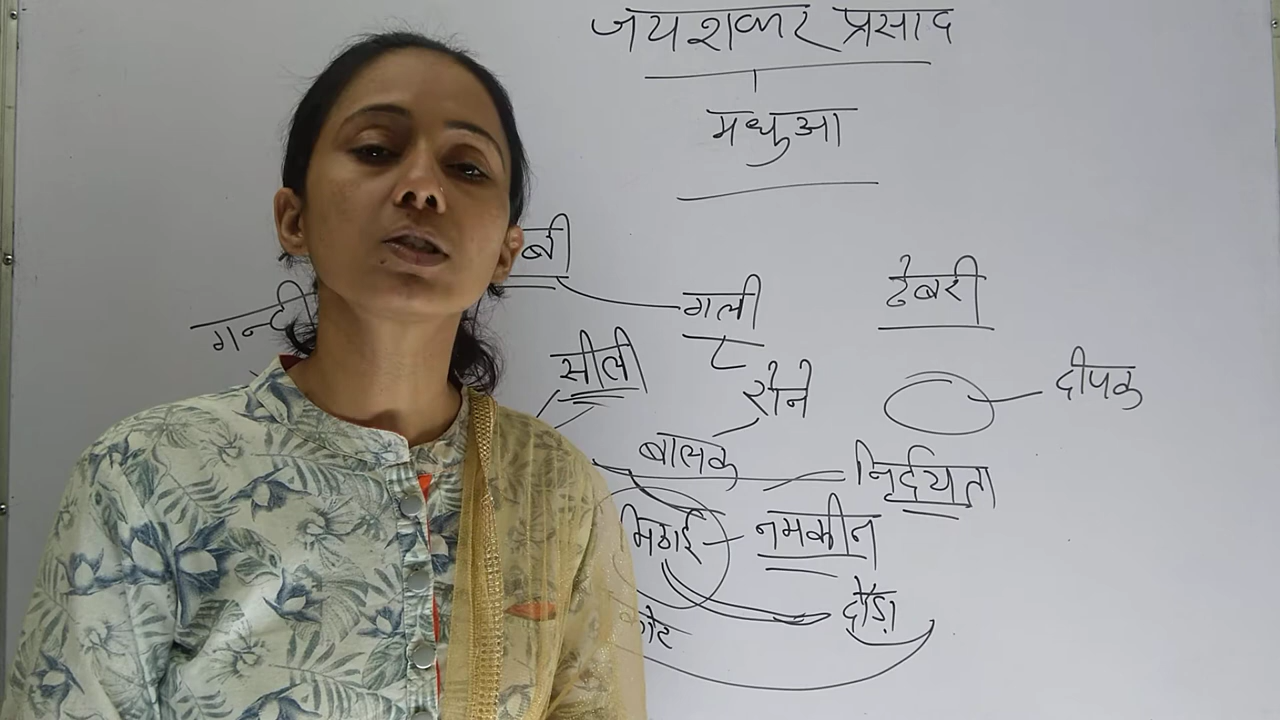 जयशंकर प्रसाद
मधुआ
बी
गन्दी
गली
ढेबरी
सीली
रोने
दीपक
बालक
निर्दयता
मिठाई
नमकीन
दौड़ा